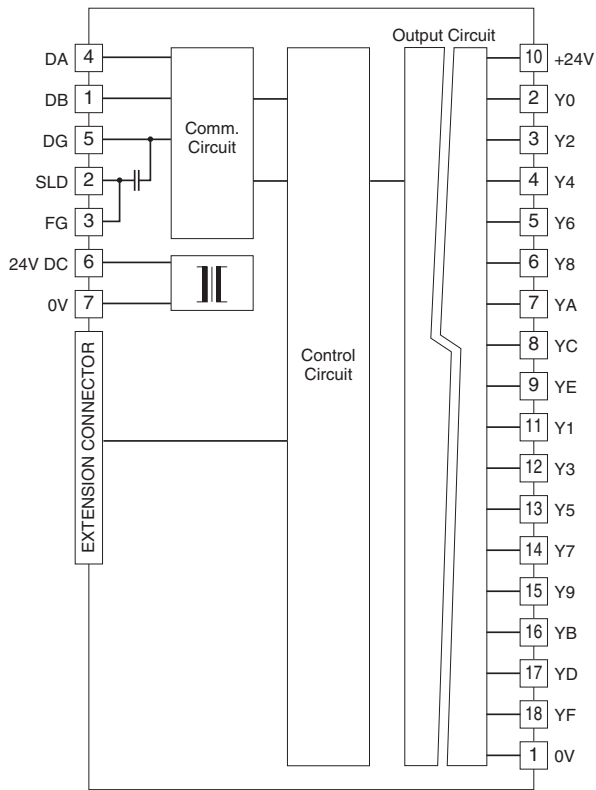 Output Circuit
DA 4
DB 1
DG 5
SLD 2
FG 3
24V DC 6
0V 7
EXTENSION CONNECTOR
Comm.
Circuit
Control
Circuit
10 +24V
2 Y0
3 Y2
4 Y4
5 Y6
6 Y8
7 YA
8 YC
9 YE
11 Y1
12 Y3
13 Y5
14 Y7
15 Y9
16 YB
17 YD
18 YF
1 0V